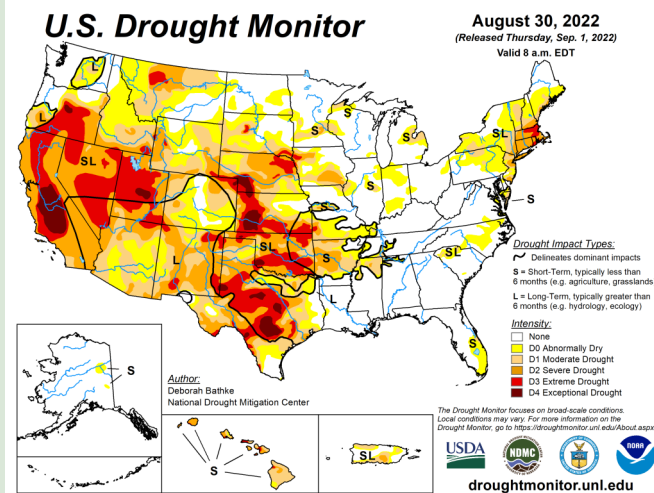 U.S. Drought Monitor
August 30, 2022
(Released Thursday, Sep. 1, 2022)
Valid 8 a.m. EDT
L
L
SL
L
SL
S
S
S
S
S
SL
S
SL
L
S
Drought Impact Types:
Delineates dominant impacts
S = Short-Term, typically less than
6 months (e.g. agriculture, grasslands
L = Long-Term, typically greater than
6 months (e.g. hydrology, ecology)
Intensity:
None
D0 Abnormally Dry
D1 Moderate Drought
D2 Severe Drought
D3 Extreme Drought
D4 Exceptional Drought
S
Author:
Deborah Bathke
National Drought Mitigation Center
S
SL
The Drought Monitor focuses on broad-scale conditions.
Local conditions may vary. For more information on the
Drought Monitor, go to https://droughtmonitor.unl.edu/About.aspx
USDA
NDMC
NOAA
droughtmonitor.unl.edu